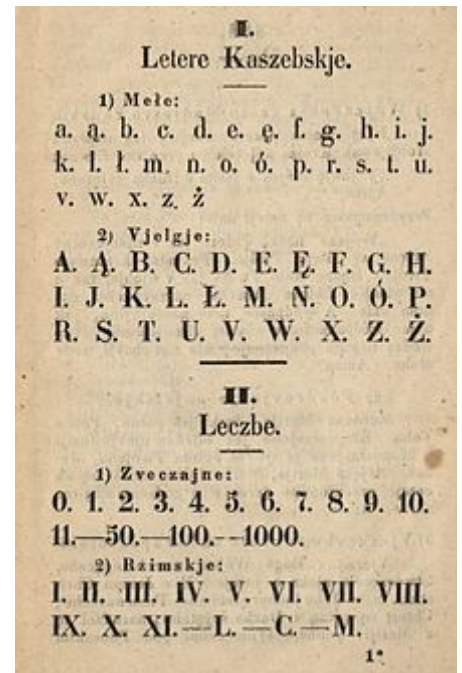 I.
Letere Kaszebskje.
1) Mełe:
a. ą. b. c. d. e. ę. f. g. h. i. j.
k. l. ł. m. n. o. ó. p. r. s. t. u.
v. w. x. z. ż
2) Vjelgje:
A. Ą. B. C. D. E. Ę. F. G. H.
I. J. K. L. Ł. M. N. O. Ó. P.
R. S. T. U. V. W. X. Z. Ż.
II.
Leczbe.
1) Zveczajne:
0. 1. 2. 3. 4. 5. 6. 7. 8. 9. 10.
11.—50.—100.--1000.
2) Rzimskje:
I. II. III. IV. V. VI. VII. VIII.
IX. X. XI.—L.—C.—M.
1*